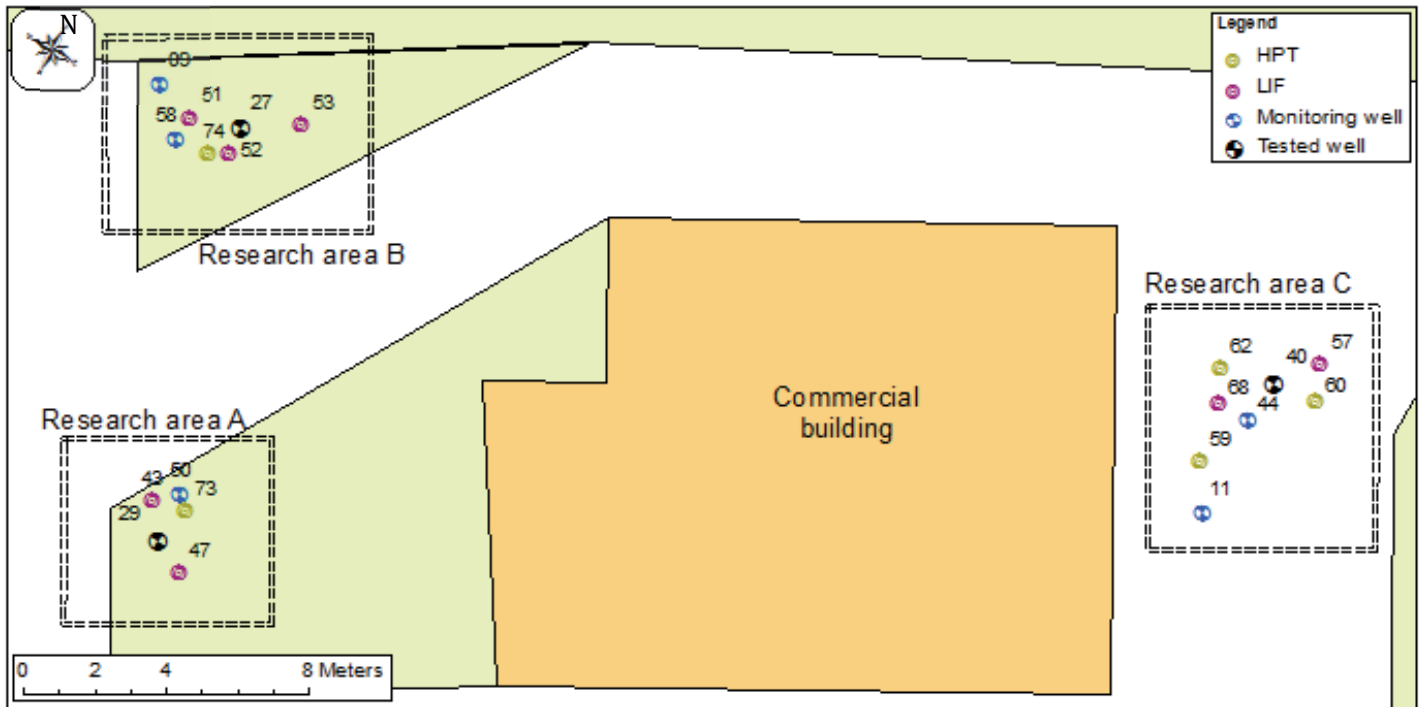 N
Legend
HPT
LIF
Monitoring well
Tested well
09
51
27
53
58
74
52
Research area B
Research area C
62
40
57
68
44
60
59
11
Commercial
building
Research area A
43
50
73
29
47
0 2 4 8 Meters